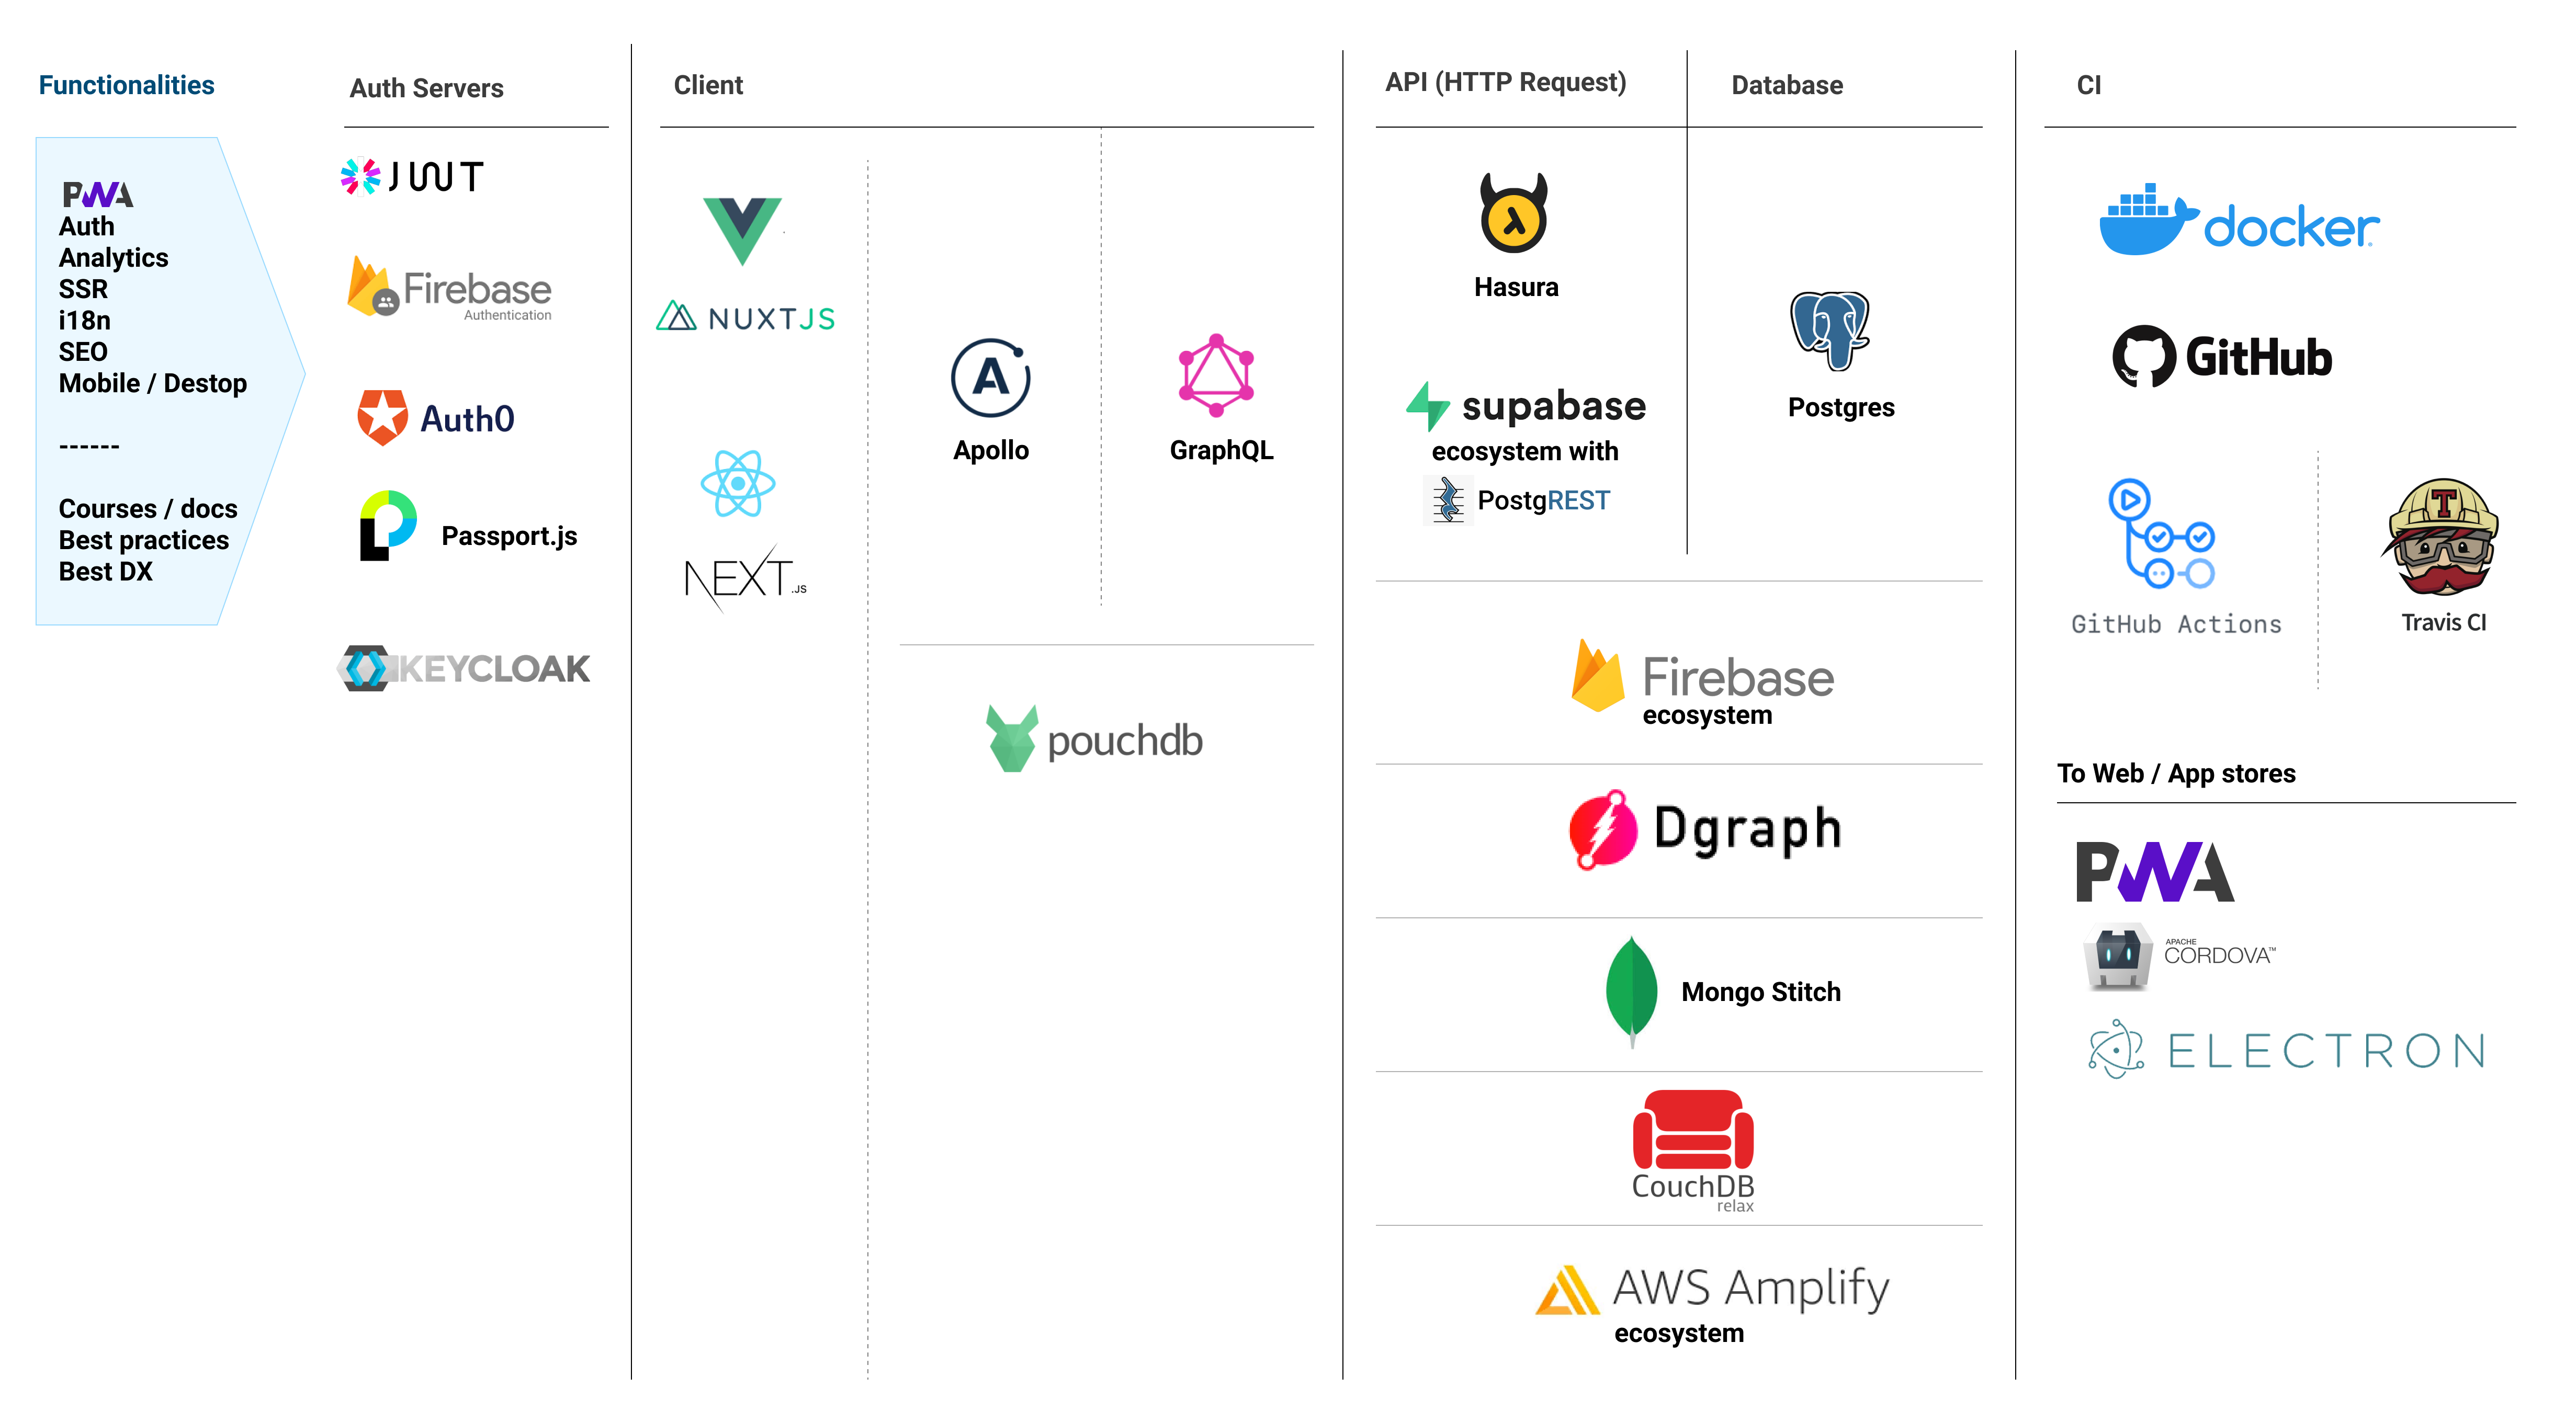 Functionalities
PWA
Auth
Analytics
SSR
i18n
SEO
Mobile / Destop
------
Courses / docs
Best practices
Best DX
Auth Servers
JWT
Firebase
Authentication
Auth0
Passport.js
KEYCLOAK
Client
NUXTJS
NEXT.JS
Apollo
GraphQL
pouchdb
API (HTTP Request)
Hasura
supabase
ecosystem with
PostgREST
Database
Postgres
Firebase
ecosystem
Dgraph
Mongo Stitch
CouchDB
relax
AWS Amplify
ecosystem
CI
docker
GitHub
GitHub Actions
Travis CI
To Web / App stores
PWA
APACHE
CORDOVA™
ELECTRON